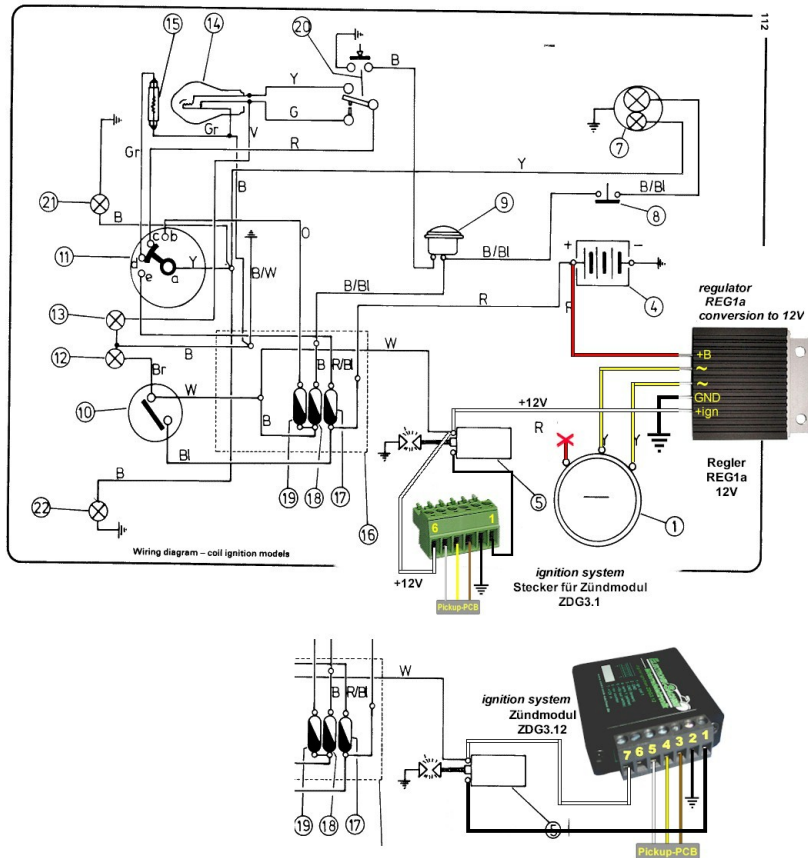 112
15
14
20
Y
B
G
Gr
V
R
7
Gr
Y
B
B/Bl
8
9
21
B
c
b
11
d
Y
a
e
O
B/W
B/Bl
B/Bl
+
−
4
R
R
regulator
REG1a
conversion to 12V
13
12
B
Br
W
W
B
R/Bl
+B
~
~
GND
+ign
10
B
Bl
+12V
R
Y
Y
Regler
REG1a
12V
19
18
17
5
1
22
B
16
6
1
Wiring diagram – coil ignition models
+12V
ignition system
Stecker für Zündmodul
ZDG3.1
Pickup-PCB
W
B
R/Bl
ignition system
Zündmodul
ZDG3.12
7 6 5 4 3 2 1
19
18
17
5
Pickup-PCB